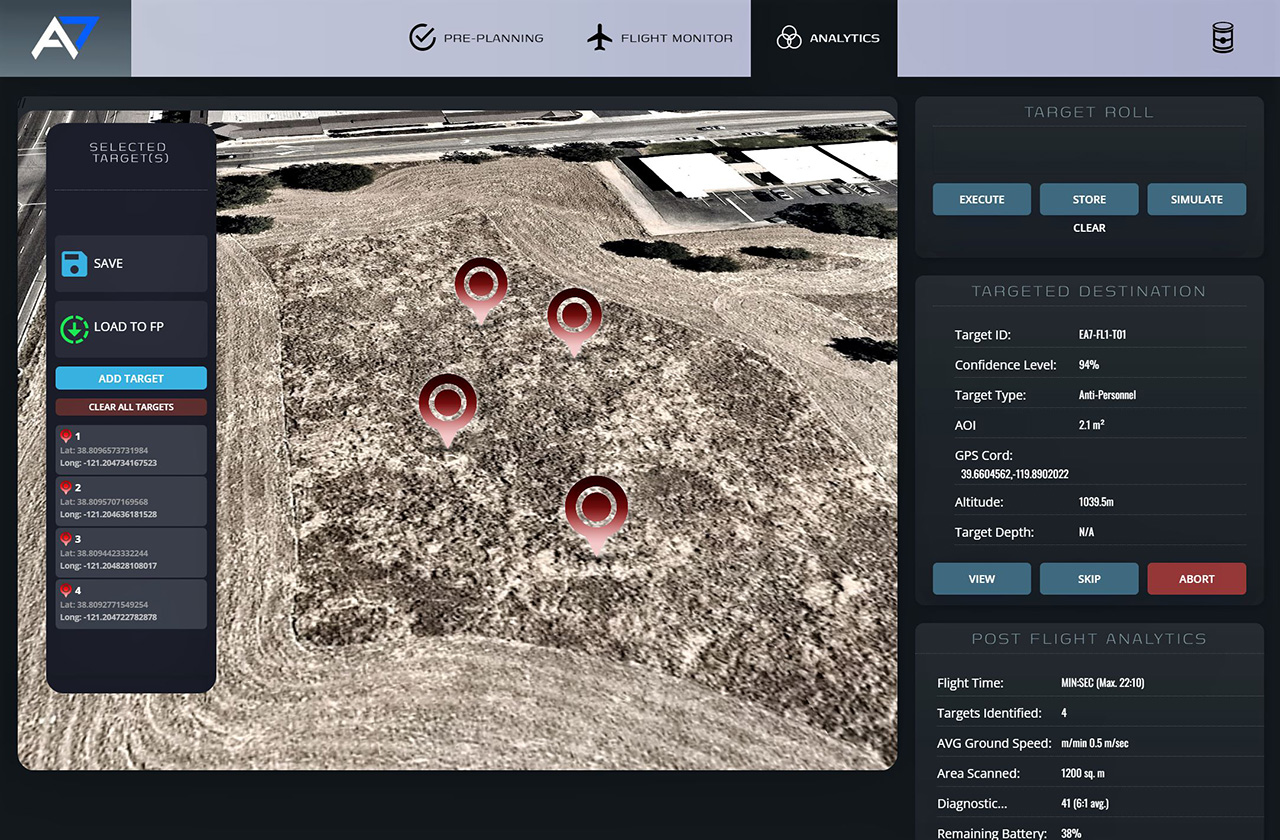 A7
PRE-PLANNING
FLIGHT MONITOR
ANALYTICS
SELECTED
TARGET(S)
SAVE
LOAD TO FP
ADD TARGET
CLEAR ALL TARGETS
1
Lat: 38.8096573731984
Long: -121.204734167523
2
Lat: 38.8095707169568
Long: -121.204636181528
3
Lat: 38.8094423332244
Long: -121.204828108017
4
Lat: 38.8092771549254
Long: -121.204722782878
TARGET ROLL
EXECUTE
STORE
SIMULATE
CLEAR
TARGETED DESTINATION
Target ID: EA7-FL1-T01
Confidence Level: 94%
Target Type: Anti-Personnel
AOI 2.1 m²
GPS Cord:
39.6604562,-119.8902022
Altitude: 1039.5m
Target Depth: N/A
VIEW
SKIP
ABORT
POST FLIGHT ANALYTICS
Flight Time: MIN:SEC (Max. 22:10)
Targets Identified: 4
AVG Ground Speed: m/min 0.5 m/sec
Area Scanned: 1200 sq. m
Diagnostic... 41 (6:1 avg.)
Remaining Battery: 38%